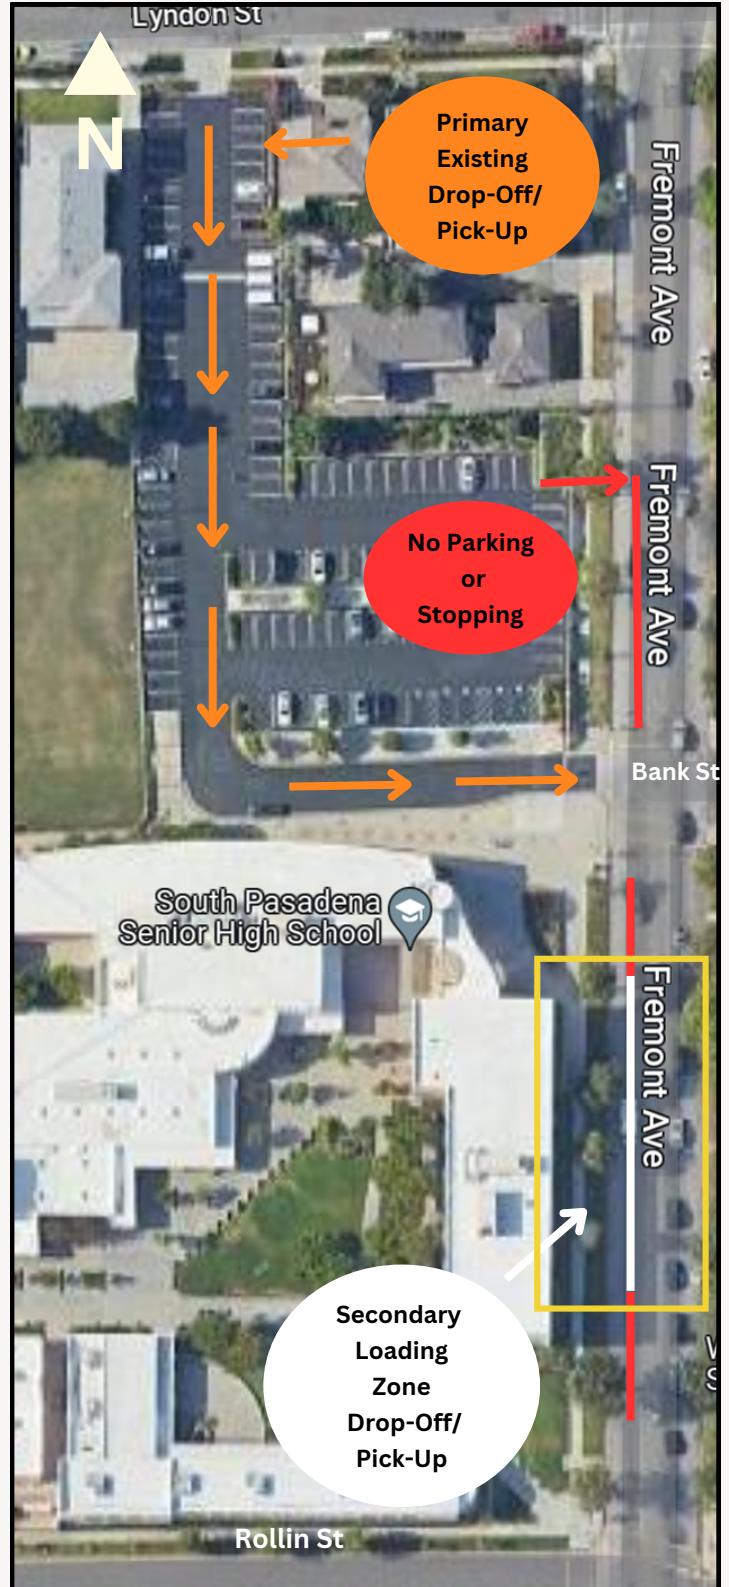 Lyndon St
N
Primary
Existing
Drop-Off/
Pick-Up
Fremont Ave
Fremont Ave
No Parking
or
Stopping
Bank St
South Pasadena
Senior High School
Fremont Ave
Secondary
Loading
Zone
Drop-Off/
Pick-Up
Rollin St